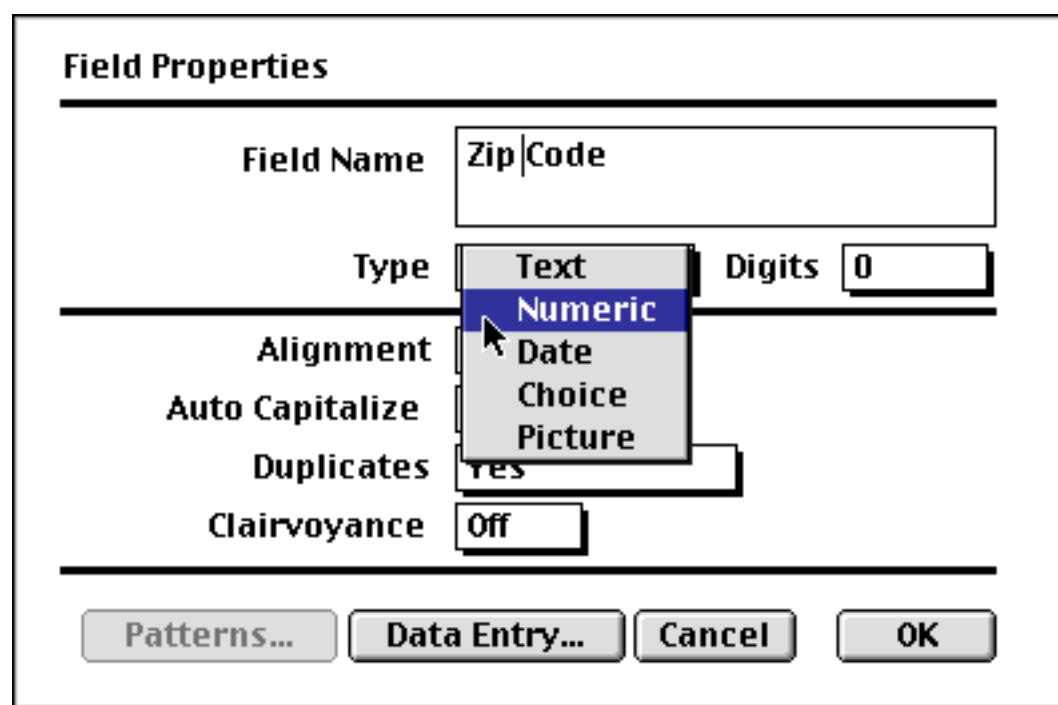 Field Properties
Field Name Zip Code
Type Text Digits 0
Numeric
Alignment Date
Auto Capitalize Choice
Picture
Duplicates Yes
Clairvoyance Off
Patterns... Data Entry... Cancel OK